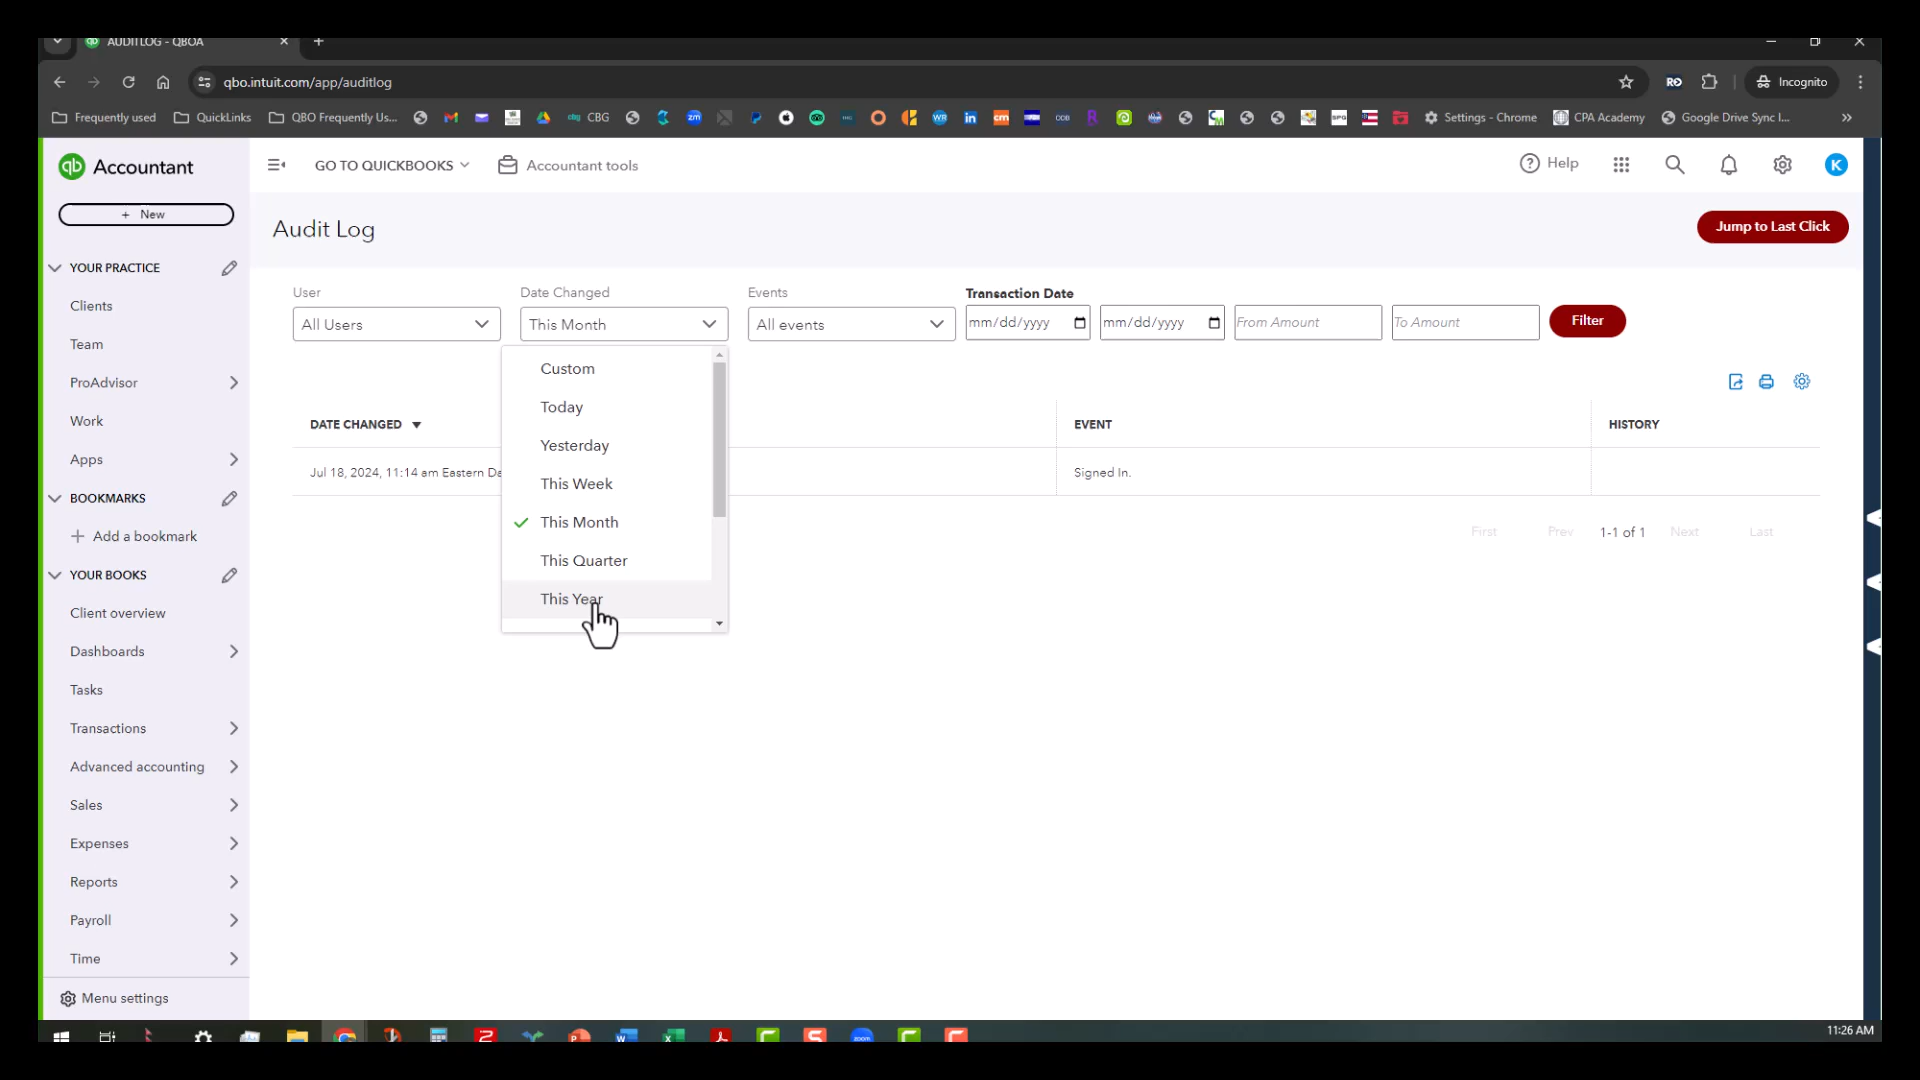 AUDITLOG - QBOA
qbo.intuit.com/app/auditlog
Incognito
Frequently used
QuickLinks
QBO Frequently Us...
CBG
Settings - Chrome
CPA Academy
Google Drive Sync I...
Accountant
GO TO QUICKBOOKS
Accountant tools
Help
K
+ New
Audit Log
Jump to Last Click
YOUR PRACTICE
Clients
Team
ProAdvisor
Work
Apps
BOOKMARKS
Add a bookmark
YOUR BOOKS
Client overview
Dashboards
Tasks
Transactions
Advanced accounting
Sales
Expenses
Reports
Payroll
Time
Menu settings
User
Date Changed
Events
Transaction Date
All Users
This Month
All events
mm/dd/yyyy
mm/dd/yyyy
From Amount
To Amount
Filter
Custom
Today
Yesterday
This Week
This Month
This Quarter
This Year
DATE CHANGED
EVENT
HISTORY
Jul 18, 2024, 11:14 am Eastern Da
Signed In.
First
Prev
1-1 of 1
Next
Last
11:26 AM